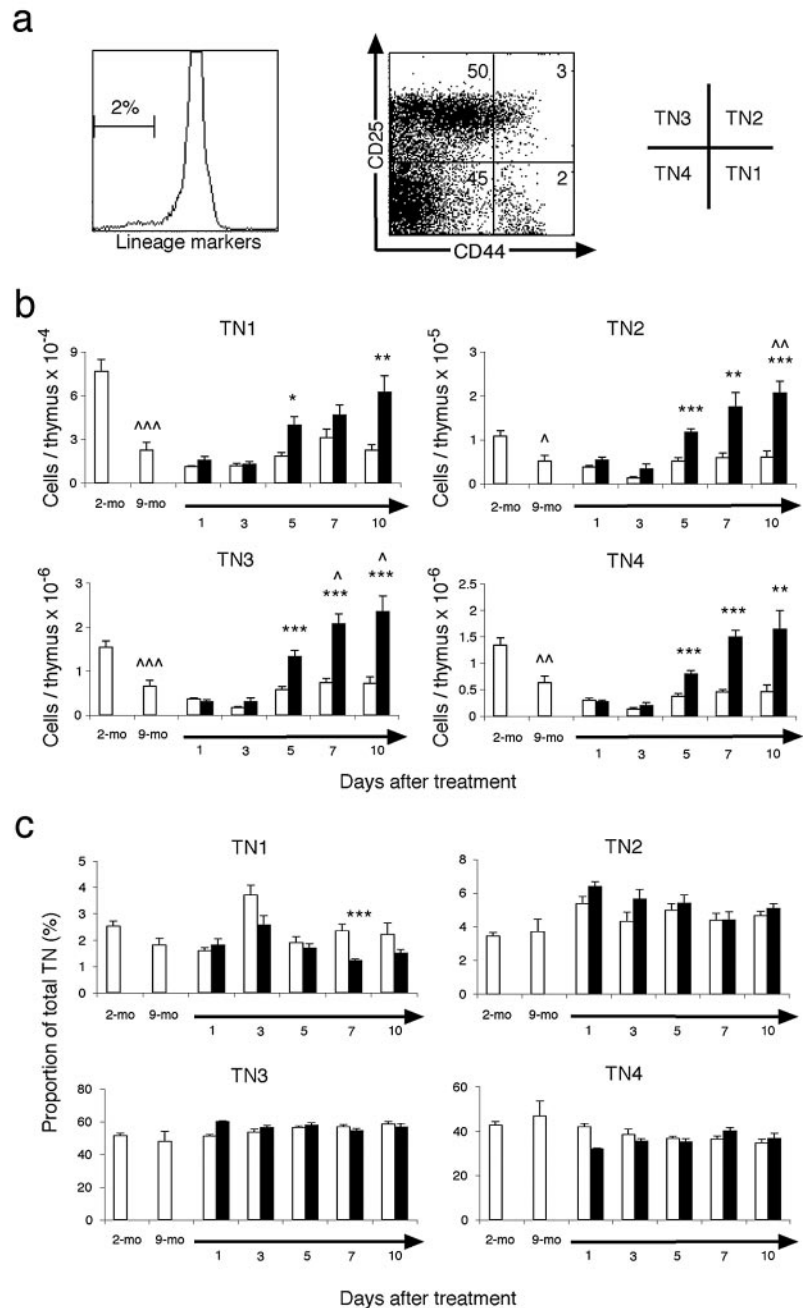 a
2%
Lineage markers
50 3
45 2
CD25
CD44
TN3 TN2
TN4 TN1
b
TN1
Cells / thymus x 10-4
9
6
3
0
^^^
*
**
2-mo 9-mo 1 3 5 7 10
TN2
Cells / thymus x 10-5
3
2
1
0
^
***
**
^^
***
2-mo 9-mo 1 3 5 7 10
TN3
Cells / thymus x 10-6
3
2
1
0
^^^
***
^
***
^
***
2-mo 9-mo 1 3 5 7 10
TN4
Cells / thymus x 10-6
2.5
2
1.5
1
0.5
0
^^
***
***
**
2-mo 9-mo 1 3 5 7 10
Days after treatment
c
Proportion of total TN (%)
TN1
5
4
3
2
1
0
***
2-mo 9-mo 1 3 5 7 10
TN2
8
6
4
2
0
2-mo 9-mo 1 3 5 7 10
TN3
80
60
40
20
0
2-mo 9-mo 1 3 5 7 10
TN4
60
40
20
0
2-mo 9-mo 1 3 5 7 10
Days after treatment